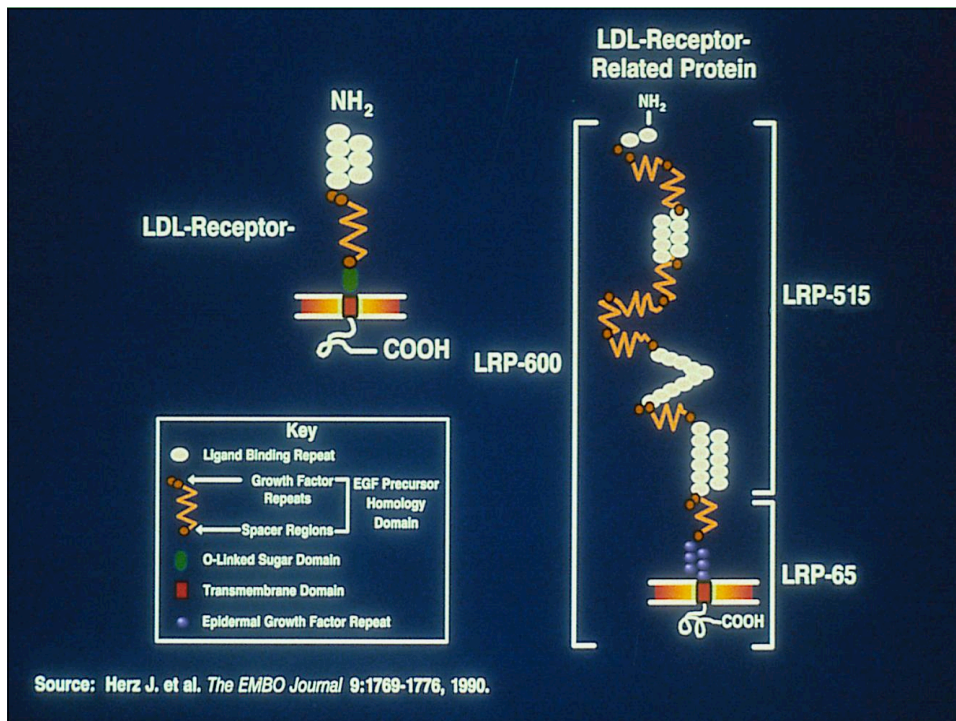 LDL-Receptor-
Related Protein
NH2
NH2
LDL-Receptor-
COOH
LRP-600
LRP-515
LRP-65
COOH
Key
Ligand Binding Repeat
Growth Factor
Repeats
EGF Precursor
Homology
Domain
Spacer Regions
O-Linked Sugar Domain
Transmembrane Domain
Epidermal Growth Factor Repeat
Source: Herz J. et al. The EMBO Journal 9:1769-1776, 1990.